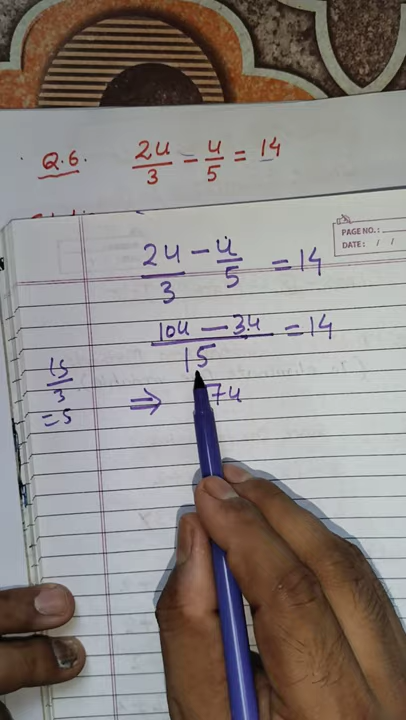 Q.6. 2u/3 - u/5 = 14
PAGE NO.:
DATE: / /
2u/3 - u/5 = 14
10u - 3u/15 = 14
15/3
= 5
⇒ 7u